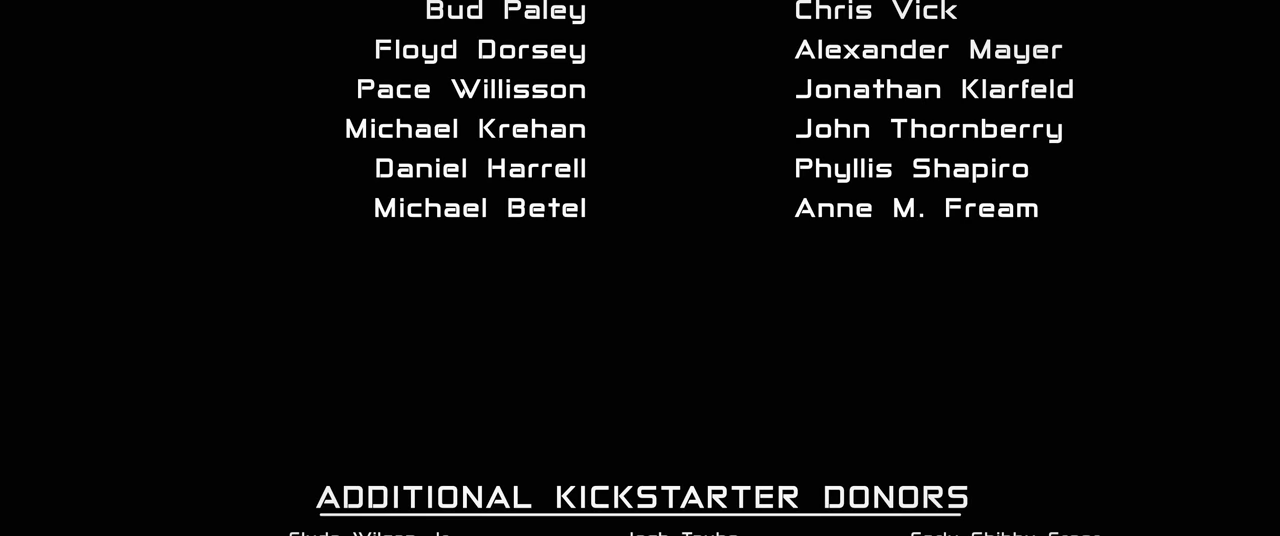 Bud Paley Chris Vick
Floyd Dorsey Alexander Mayer
Pace Willisson Jonathan Klarfeld
Michael Krehan John Thornberry
Daniel Harrell Phyllis Shapiro
Michael Betel Anne M. Fream
ADDITIONAL KICKSTARTER DONORS